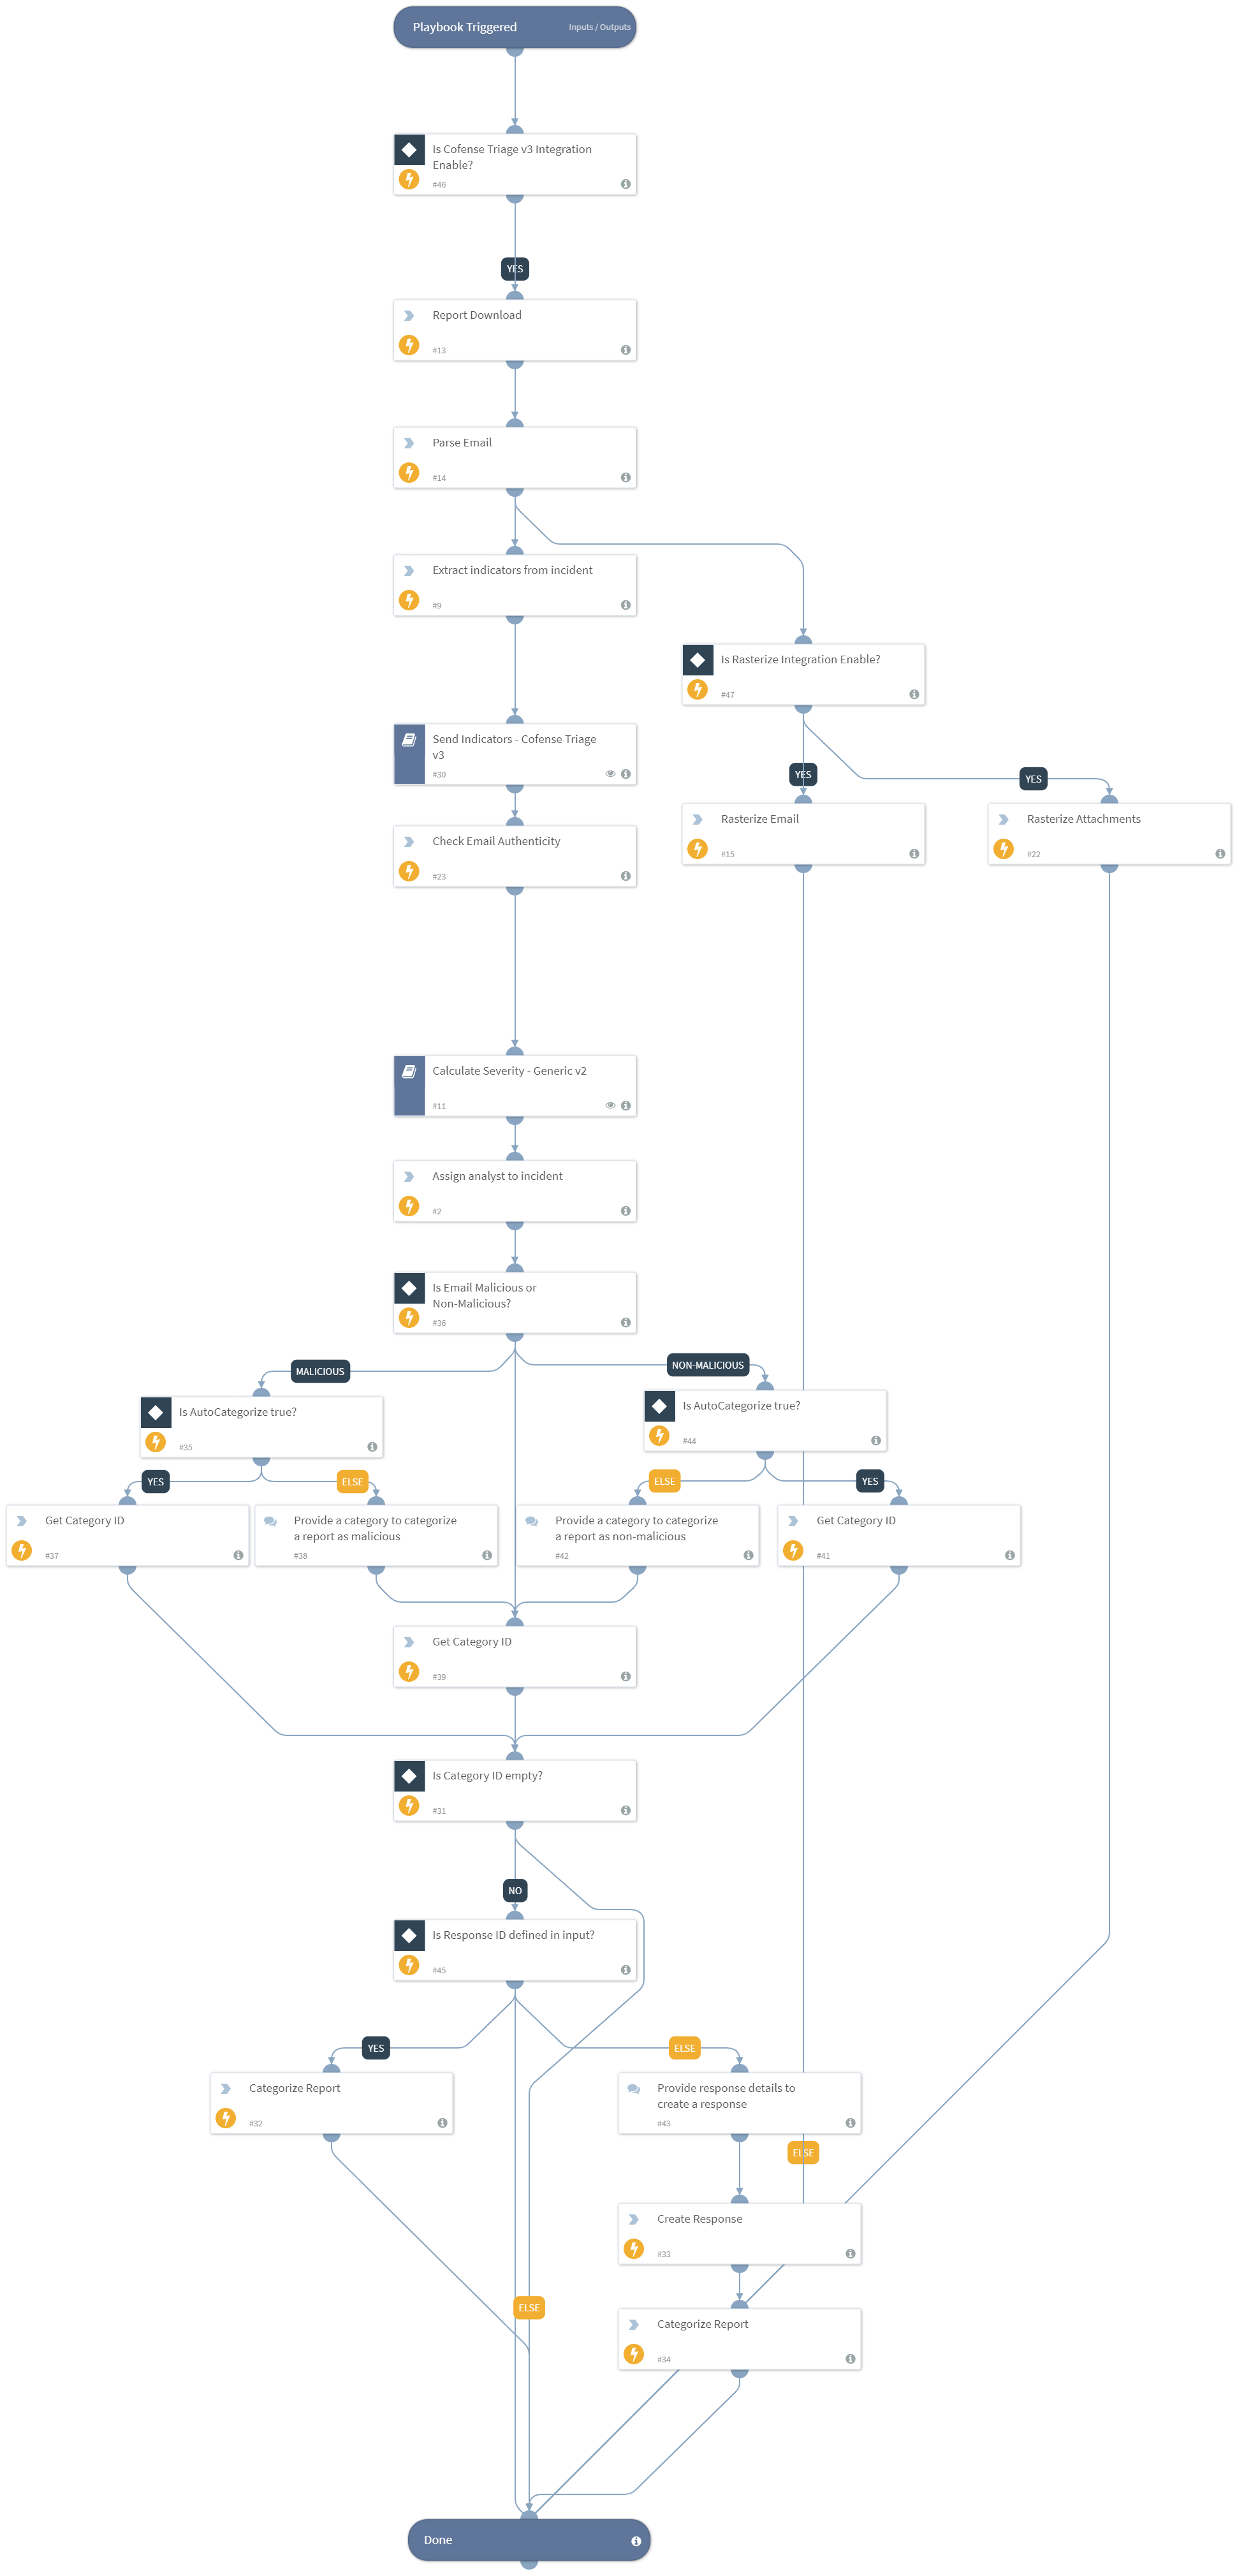 Playbook Triggered
Inputs / Outputs
Is Cofense Triage v3 Integration
Enable?
#46
YES
Report Download
#13
Parse Email
#14
Extract indicators from incident
#9
Is Rasterize Integration Enable?
#47
Send Indicators - Cofense Triage
v3
#30
YES
YES
Rasterize Email
#15
Rasterize Attachments
#22
Check Email Authenticity
#23
Calculate Severity - Generic v2
#11
Assign analyst to incident
#2
Is Email Malicious or
Non-Malicious?
#36
MALICIOUS
NON-MALICIOUS
Is AutoCategorize true?
#35
Is AutoCategorize true?
#44
YES
ELSE
ELSE
YES
Get Category ID
#37
Provide a category to categorize
a report as malicious
#38
Provide a category to categorize
a report as non-malicious
#42
Get Category ID
#41
Get Category ID
#39
Is Category ID empty?
#31
NO
Is Response ID defined in input?
#45
YES
ELSE
Categorize Report
#32
Provide response details to
create a response
#43
ELSE
Create Response
#33
ELSE
Categorize Report
#34
Done